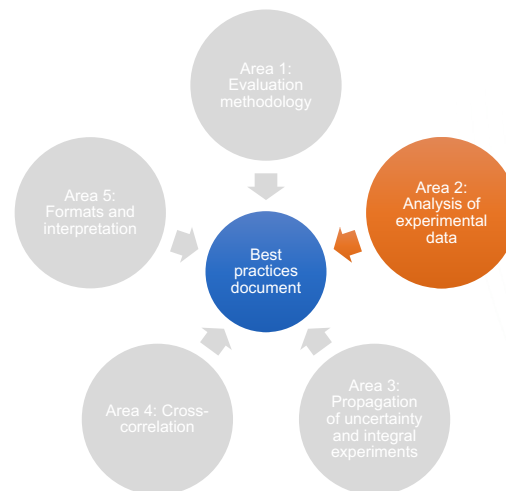 Area 1:
Evaluation
methodology
Area 2:
Analysis of
experimental
data
Area 5:
Formats and
interpretation
Best
practices
document
Area 3:
Propagation
of uncertainty
and integral
experiments
Area 4: Cross-
correlation